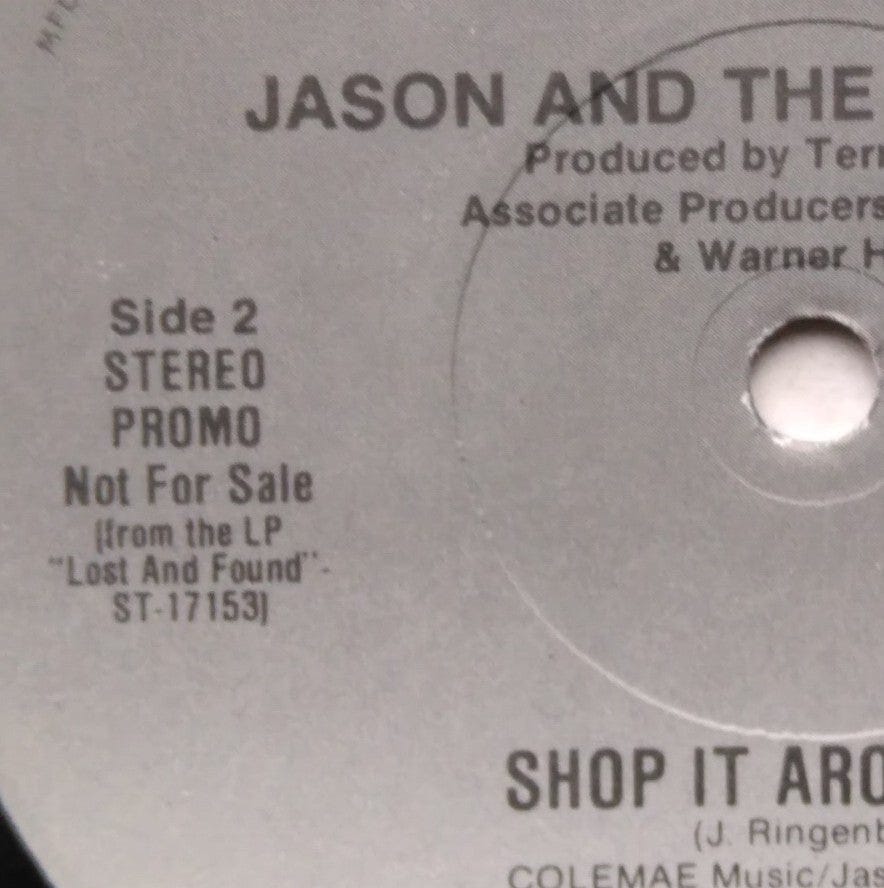 MFG
JASON AND THE
Produced by Terr
Associate Producers
& Warner H
Side 2
STEREO
PROMO
Not For Sale
(from the LP
"Lost And Found"-
ST-17153)
SHOP IT ARO
(J. Ringenb
COLEMAE Music/Jas